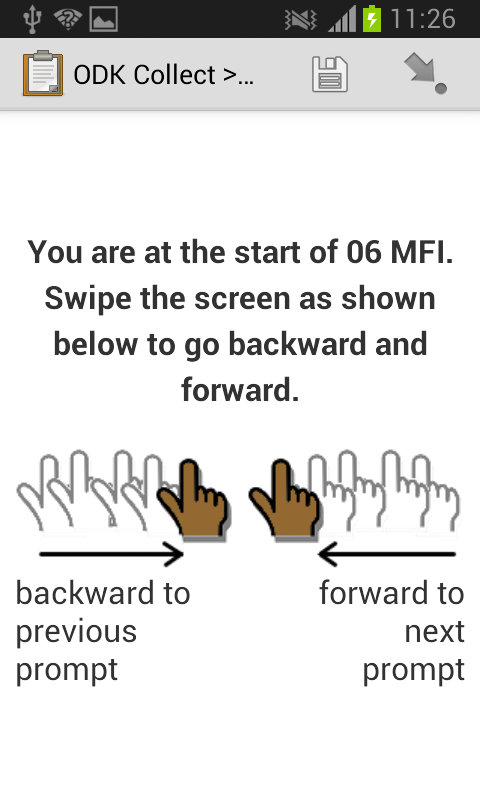 11:26
ODK Collect >...
You are at the start of 06 MFI.
Swipe the screen as shown
below to go backward and
forward.
backward to
previous
prompt
forward to
next
prompt